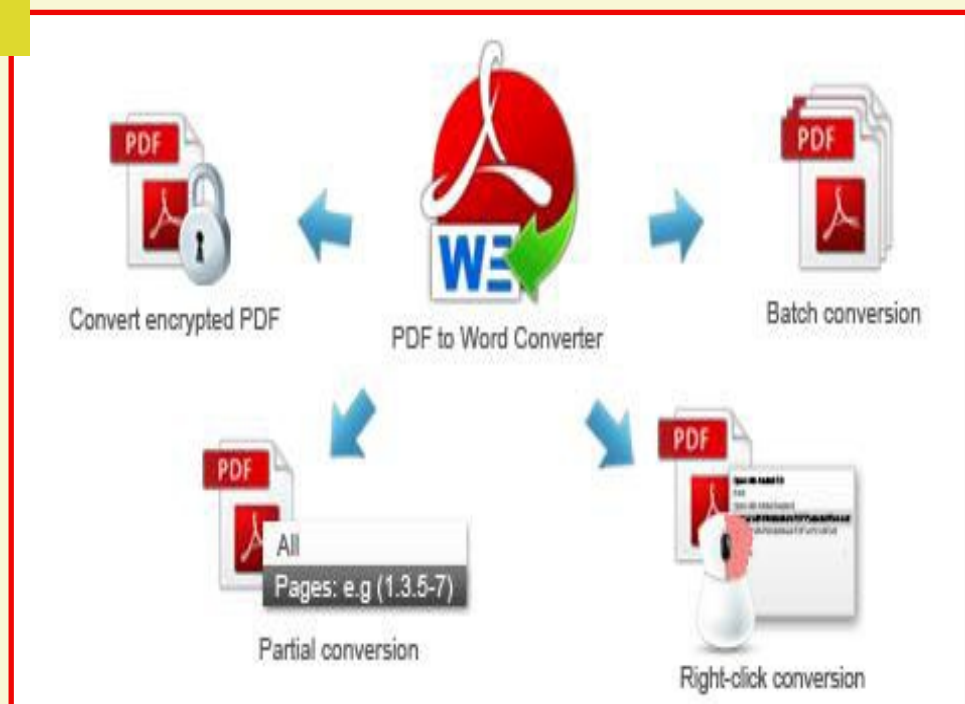 PDF
PDF
W
Convert encrypted PDF
PDF to Word Converter
Batch conversion
PDF
PDF
All
Pages: e.g (1.3.5-7)
Partial conversion
Right-click conversion